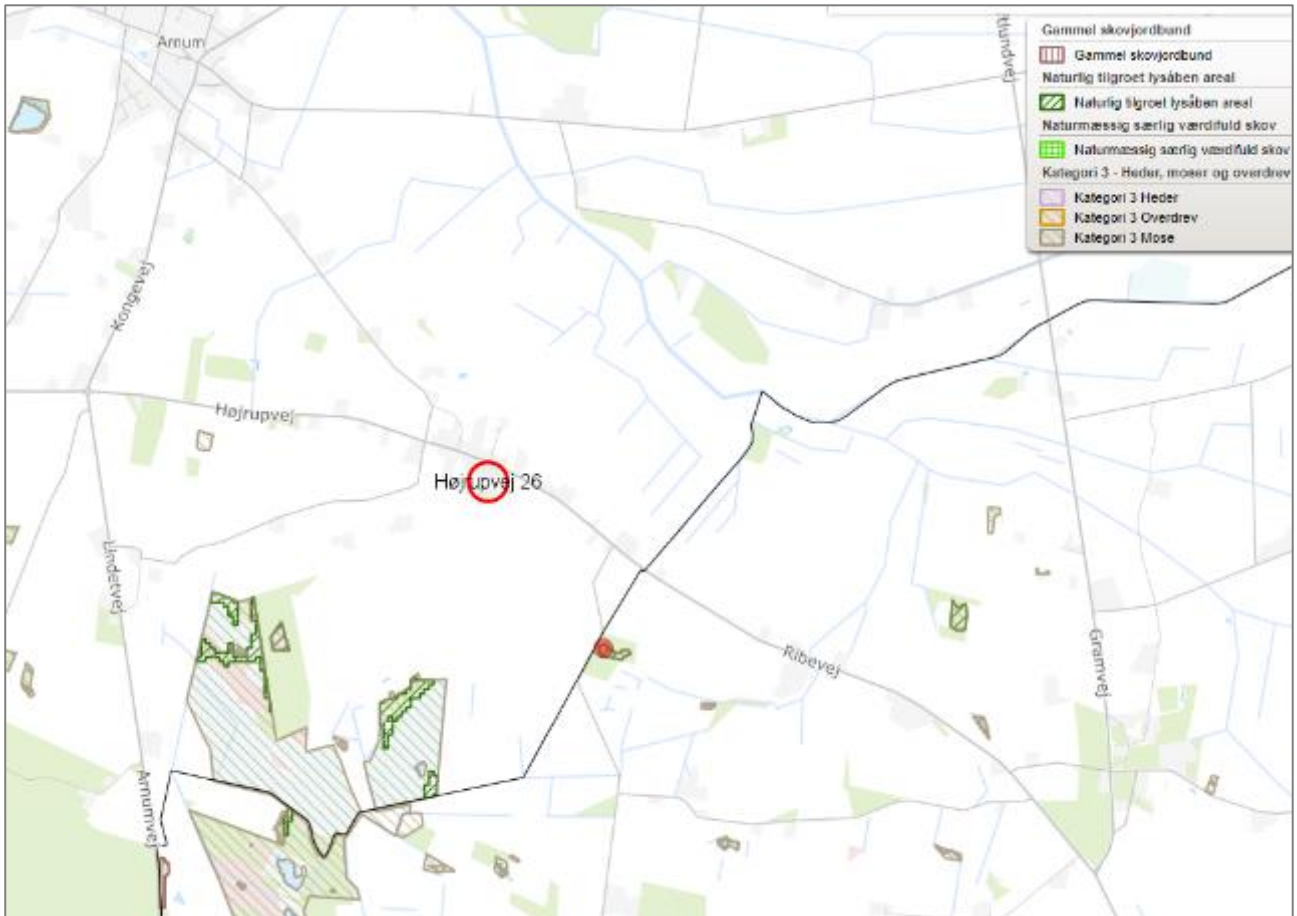 Arnum
Gammel skovjordbund
Gammel skovjordbund
Naturlig tilgroet lysåben areal
Naturlig tilgroet lysåben areal
Naturmæssig særlig værdifuld skov
Naturmæssig særlig værdifuld skov
Kategori 3 - Heder, moser og overdrev
Kategori 3 Heder
Kategori 3 Overdrev
Kategori 3 Mose
Kongevej
Højrupvej
Højrupvej 26
Lindetvej
Ribevej
Gramvej
Arnumvej